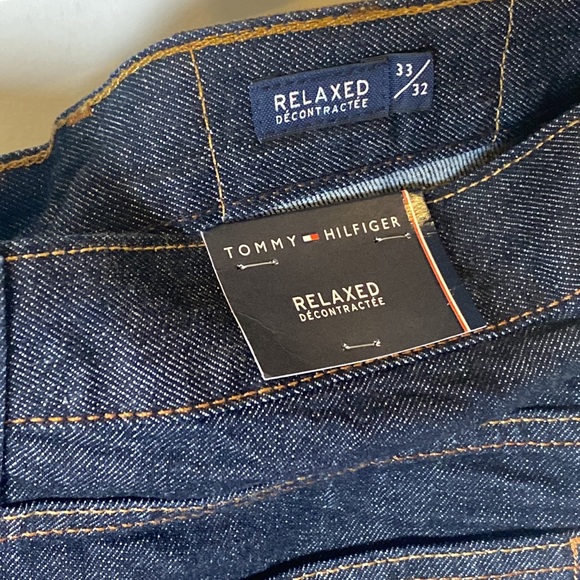 RELAXED
DÉCONTRACTÉE
33/32
TOMMY HILFIGER
RELAXED
DÉCONTRACTÉE